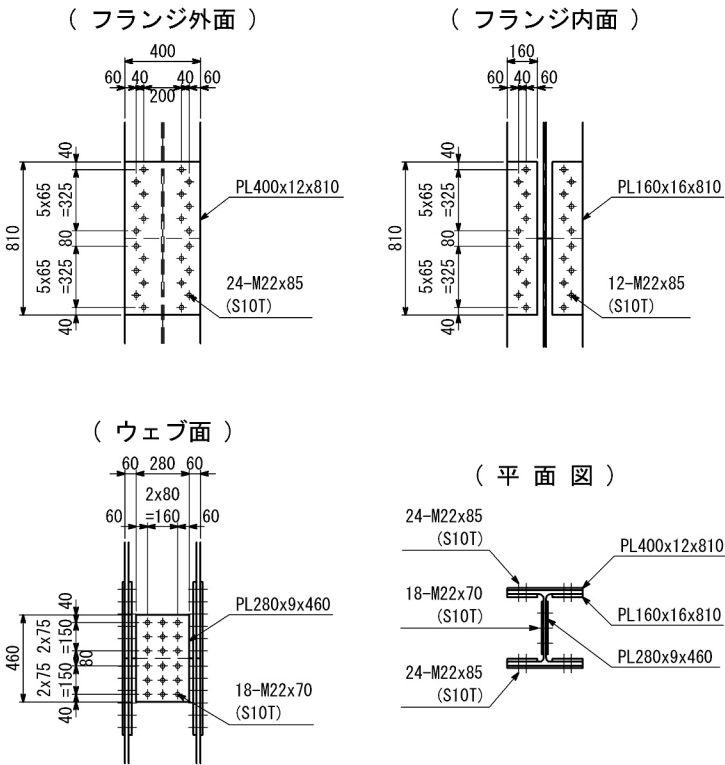 ( フランジ外面 )
400
60 40 40 60
200
40
5x65
=325
810
80
5x65
=325
40
PL400x12x810
24-M22x85
(S10T)
( フランジ内面 )
160
60 40 60
40
5x65
=325
810
80
5x65
=325
40
PL160x16x810
12-M22x85
(S10T)
( ウェブ面 )
60 280 60
2x80
60 =160 60
40
2x75
=150
460
80
2x75
=150
40
PL280x9x460
18-M22x70
(S10T)
( 平 面 図 )
24-M22x85
(S10T)
PL400x12x810
18-M22x70
(S10T)
PL160x16x810
PL280x9x460
24-M22x85
(S10T)